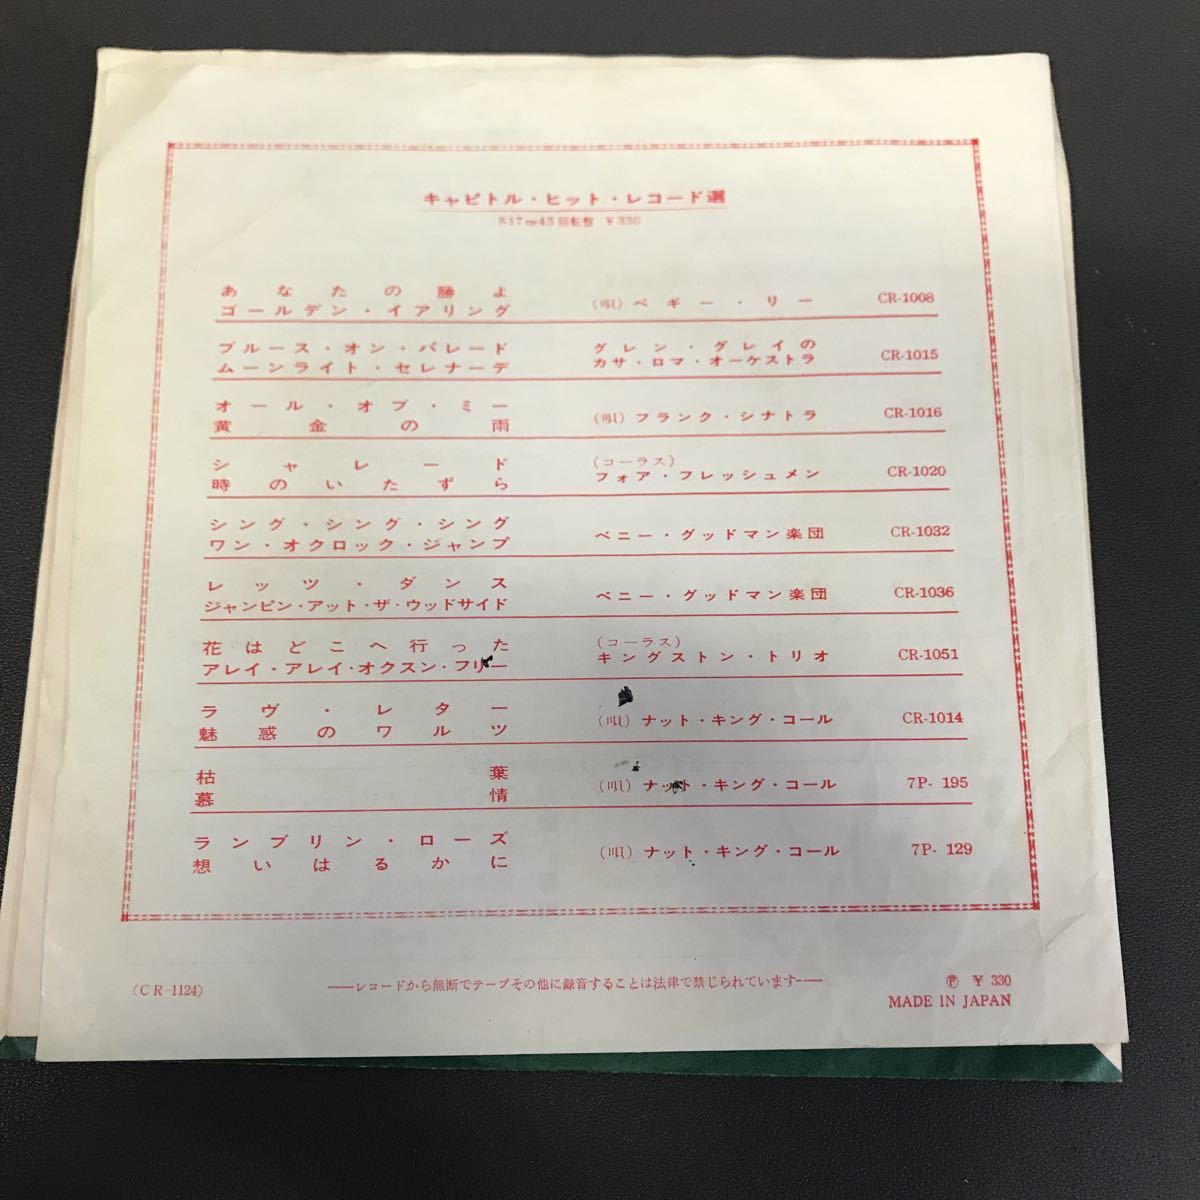 キャピトル・ヒット・レコード選
17㎝45回転盤 ￥330
あなたの勝よ
ゴールデン・イアリング
(唄) ペギー・リー
CR-1008
ブルース・オン・パレード
ムーンライト・セレナーデ
グレン・グレイの
カサ・ロマ・オーケストラ
CR-1015
オール・オブ・ミー
黄金の雨
(唄) フランク・シナトラ
CR-1016
シャレード
時のいたずら
(コーラス)
フォア・フレッシュメン
CR-1020
シング・シング・シング
ワン・オクロック・ジャンプ
ベニー・グッドマン楽団
CR-1032
レッツ・ダンス
ジャンピン・アット・ザ・ウッドサイド
ベニー・グッドマン楽団
CR-1036
花はどこへ行った
アレイ・アレイ・オクスン・フリー
(コーラス)
キングストン・トリオ
CR-1051
ラヴ・レター
魅惑のワルツ
(唄) ナット・キング・コール
CR-1014
枯葉
慕情
(唄) ナット・キング・コール
7P- 195
ランブリン・ローズ
想いはるかに
(唄) ナット・キング・コール
7P- 129
(CR-1124)
――レコードから無断でテープその他に録音することは法律で禁じられています――
Ⓟ ￥ 330
MADE IN JAPAN